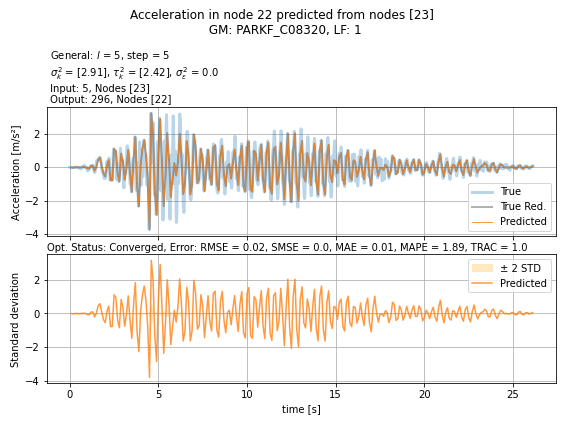 Acceleration in node 22 predicted from nodes [23]
GM: PARKF_C08320, LF: 1
General: l = 5, step = 5
σ²ₖ = [2.91], τ²ₖ = [2.42], σ²ε = 0.0
Input: 5, Nodes [23]
Output: 296, Nodes [22]
Acceleration [m/s²]
2
0
−2
−4
True
True Red.
Predicted
Opt. Status: Converged, Error: RMSE = 0.02, SMSE = 0.0, MAE = 0.01, MAPE = 1.89, TRAC = 1.0
Standard deviation
2
0
−2
−4
± 2 STD
Predicted
0 5 10 15 20 25
time [s]